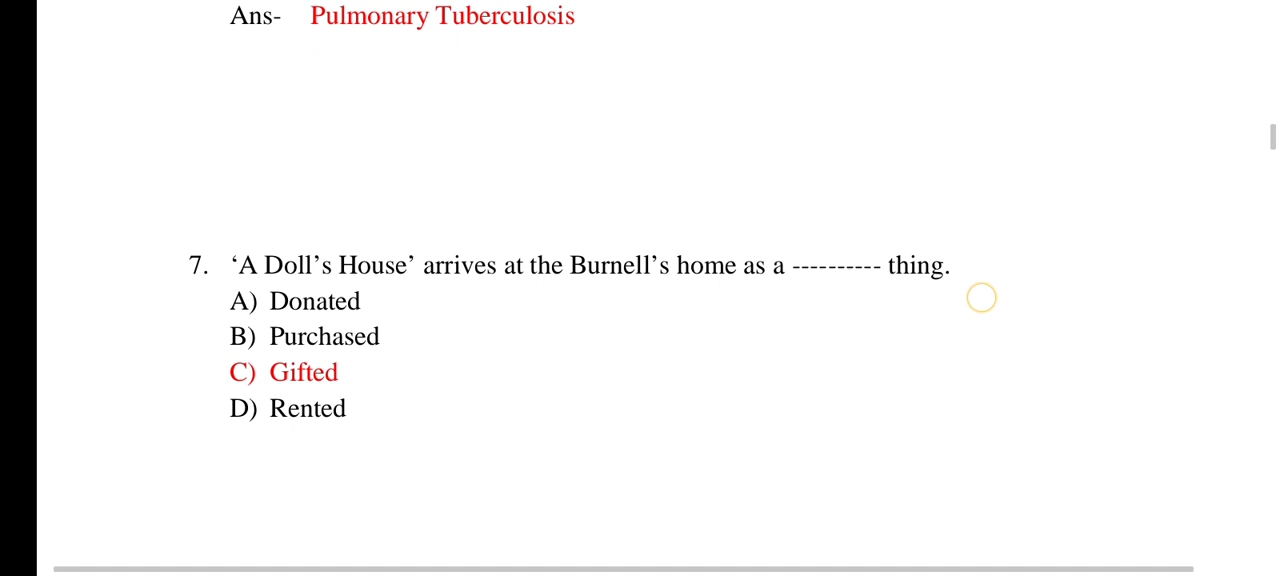 Ans- Pulmonary Tuberculosis
7. ‘A Doll’s House’ arrives at the Burnell’s home as a ---------- thing.
A) Donated
B) Purchased
C) Gifted
D) Rented